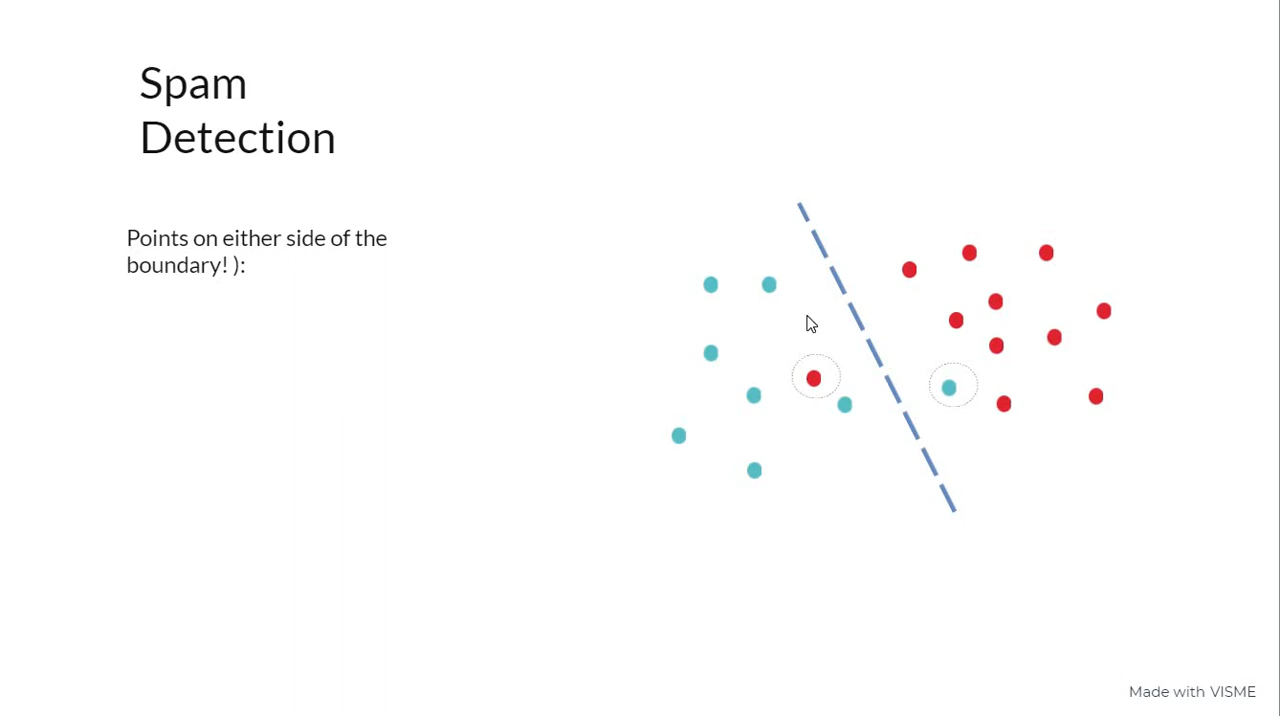 Spam
Detection
Points on either side of the
boundary! ):
Made with VISME